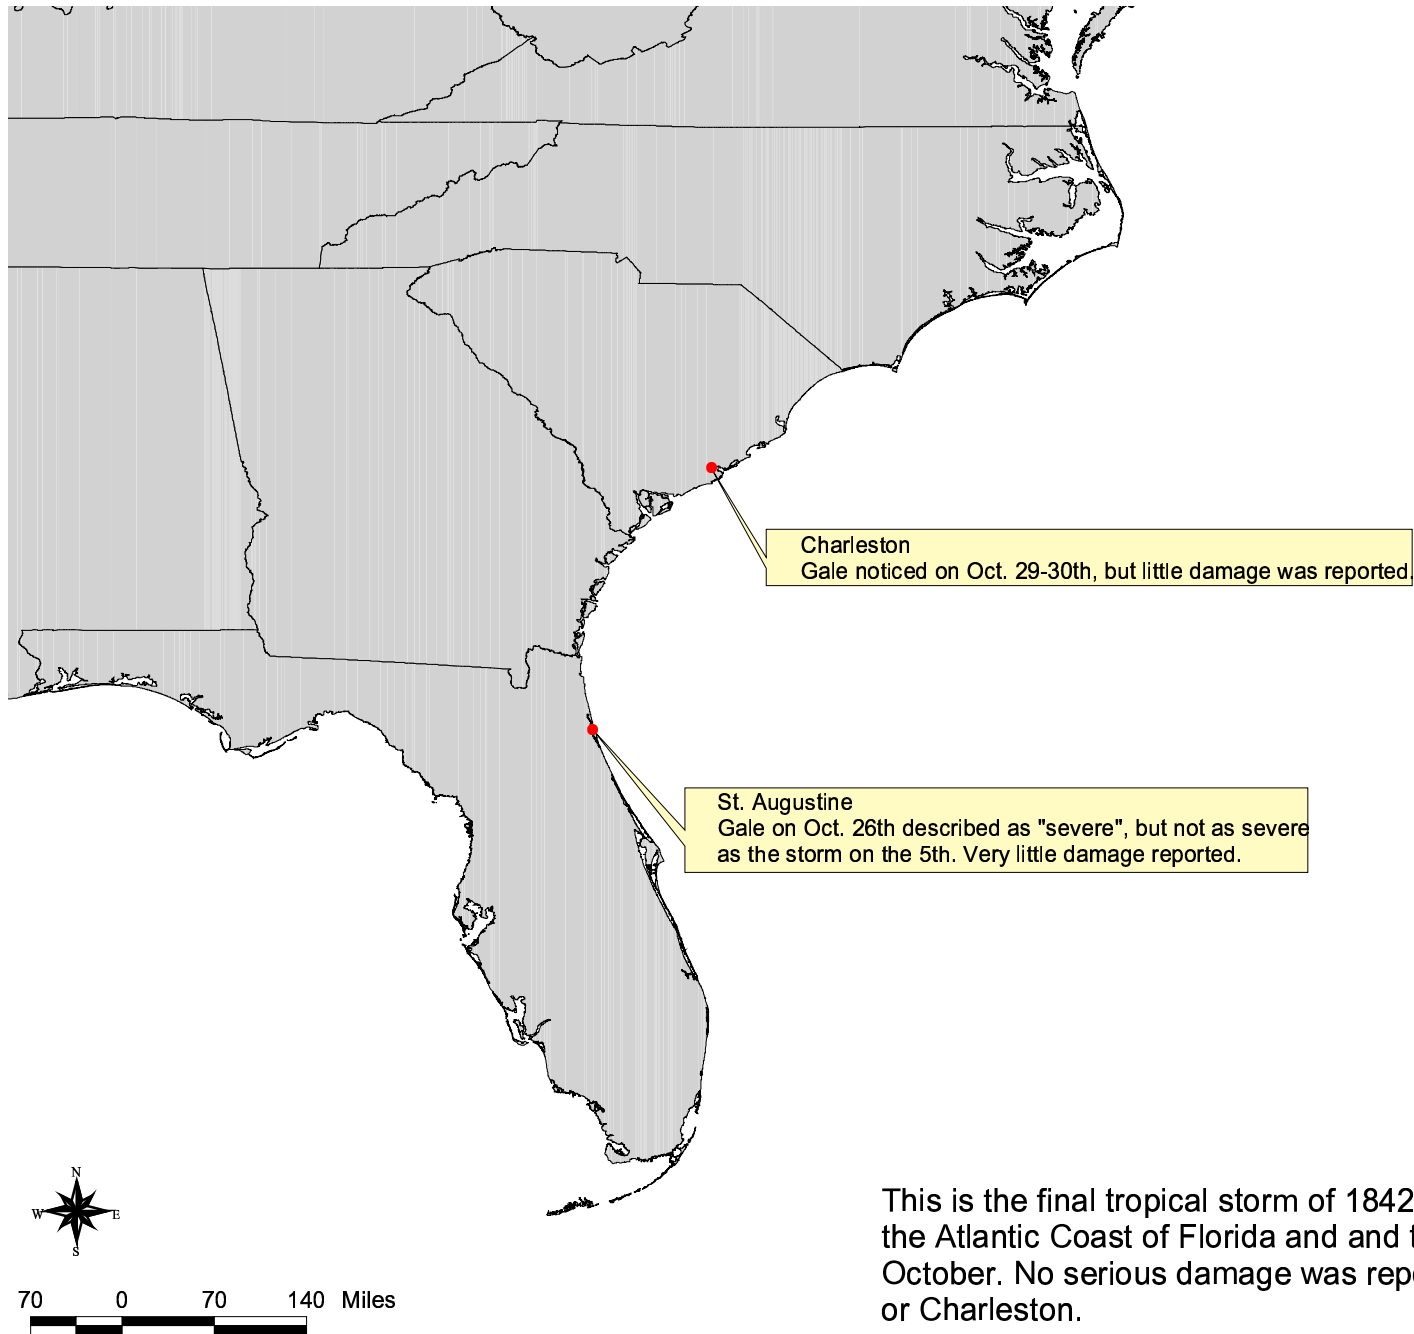 Charleston
Gale noticed on Oct. 29-30th, but little damage was reported.
St. Augustine
Gale on Oct. 26th described as "severe", but not as severe
as the storm on the 5th. Very little damage reported.
N
W E
S
70 0 70 140 Miles
This is the final tropical storm of 1842
the Atlantic Coast of Florida and and
October. No serious damage was
or Charleston.